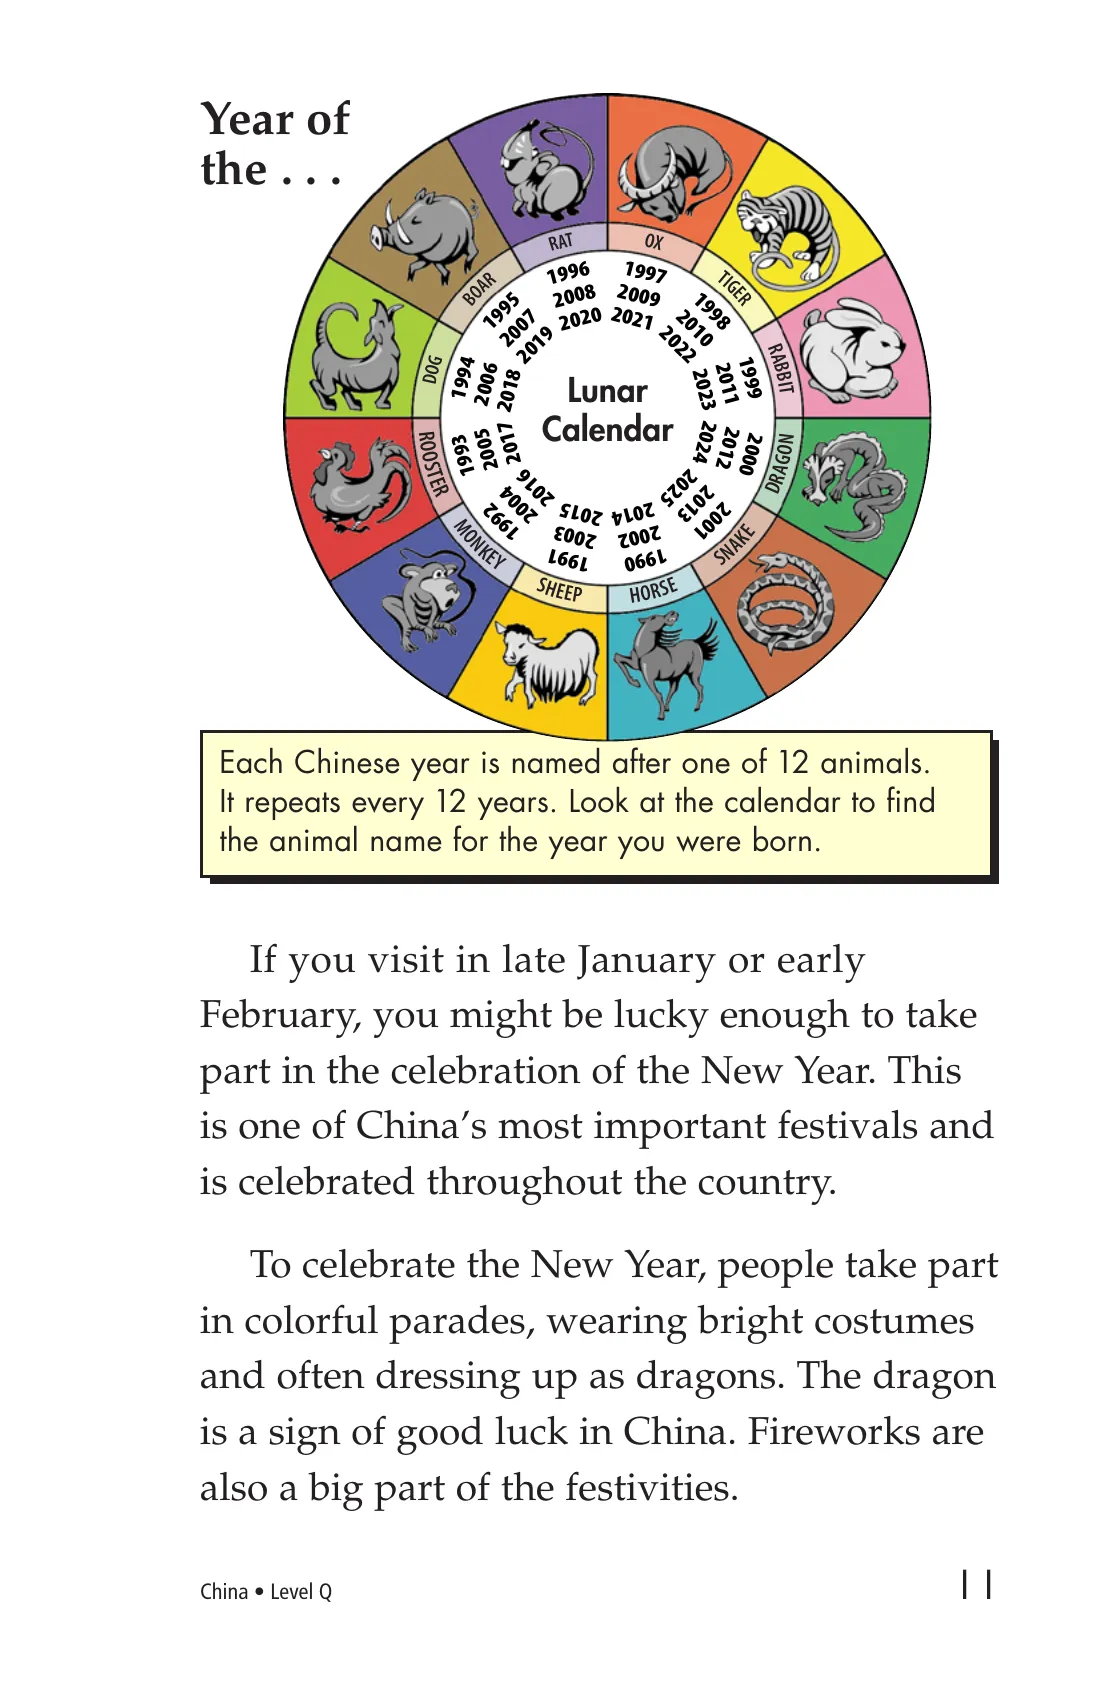 Year of
the . . .
RAT
1996
2008
2020
OX
1997
2009
2021
TIGER
1998
2010
2022
RABBIT
1999
2011
2023
DRAGON
2000
2012
2024
SNAKE
2001
2013
2025
HORSE
1990
2002
2014
SHEEP
1991
2003
2015
MONKEY
1992
2004
2016
ROOSTER
1993
2005
2017
DOG
1994
2006
2018
BOAR
1995
2007
2019
Lunar
Calendar
Each Chinese year is named after one of 12 animals.
It repeats every 12 years. Look at the calendar to find
the animal name for the year you were born.
If you visit in late January or early
February, you might be lucky enough to take
part in the celebration of the New Year. This
is one of China’s most important festivals and
is celebrated throughout the country.
To celebrate the New Year, people take part
in colorful parades, wearing bright costumes
and often dressing up as dragons. The dragon
is a sign of good luck in China. Fireworks are
also a big part of the festivities.
China • Level Q
11